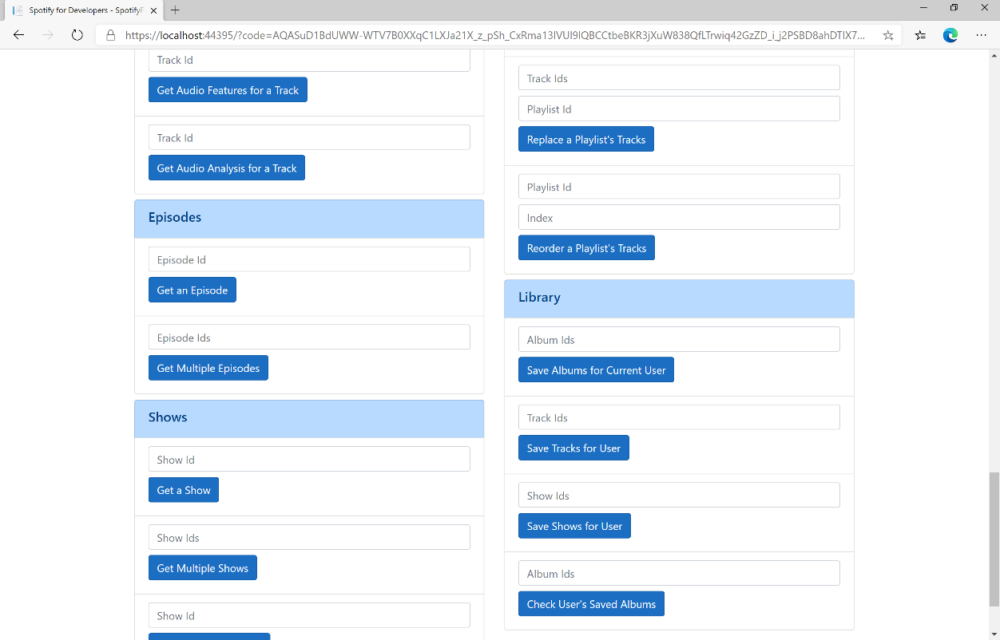 Spotify for Developers - SpotifyF
https://localhost:44395/?code=AQASuD1BdUWW-WTV7B0XXqC1LXJa21X_z_pSh_CxRma13IVUI9IQBCCtbeBKR3jXuW838QfLTrwiq42GzZD_i_j2PSBD8ahDTIX7...
Track Id
Get Audio Features for a Track
Track Id
Get Audio Analysis for a Track
Episodes
Episode Id
Get an Episode
Episode Ids
Get Multiple Episodes
Shows
Show Id
Get a Show
Show Ids
Get Multiple Shows
Show Id
Track Ids
Playlist Id
Replace a Playlist's Tracks
Playlist Id
Index
Reorder a Playlist's Tracks
Library
Album Ids
Save Albums for Current User
Track Ids
Save Tracks for User
Show Ids
Save Shows for User
Album Ids
Check User's Saved Albums